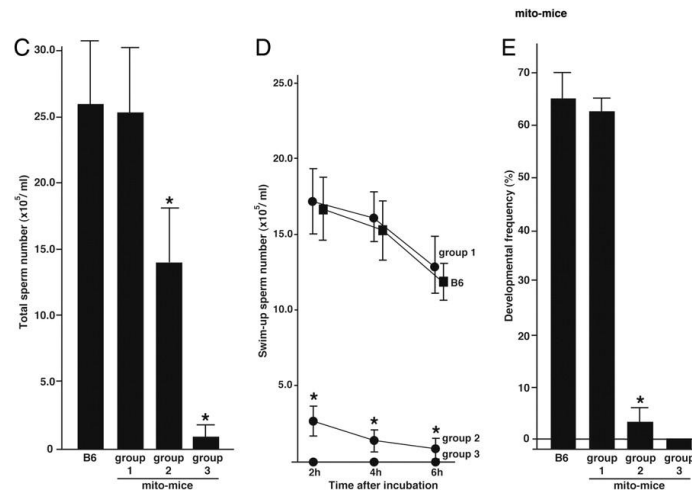 mito-mice
C
Total sperm number (x10⁵/ ml)
30.0
25.0
20.0
15.0
10.0
5.0
0
*
*
B6
group 1
group 2
group 3
mito-mice
D
Swim-up sperm number (x10⁵/ ml)
25.0
20.0
15.0
10.0
5.0
group 1
B6
*
*
*
group 2
group 3
2h
4h
6h
Time after incubation
E
Developmental frequency (%)
70
60
50
40
30
20
10
0
*
B6
group 1
group 2
group 3
mito-mice